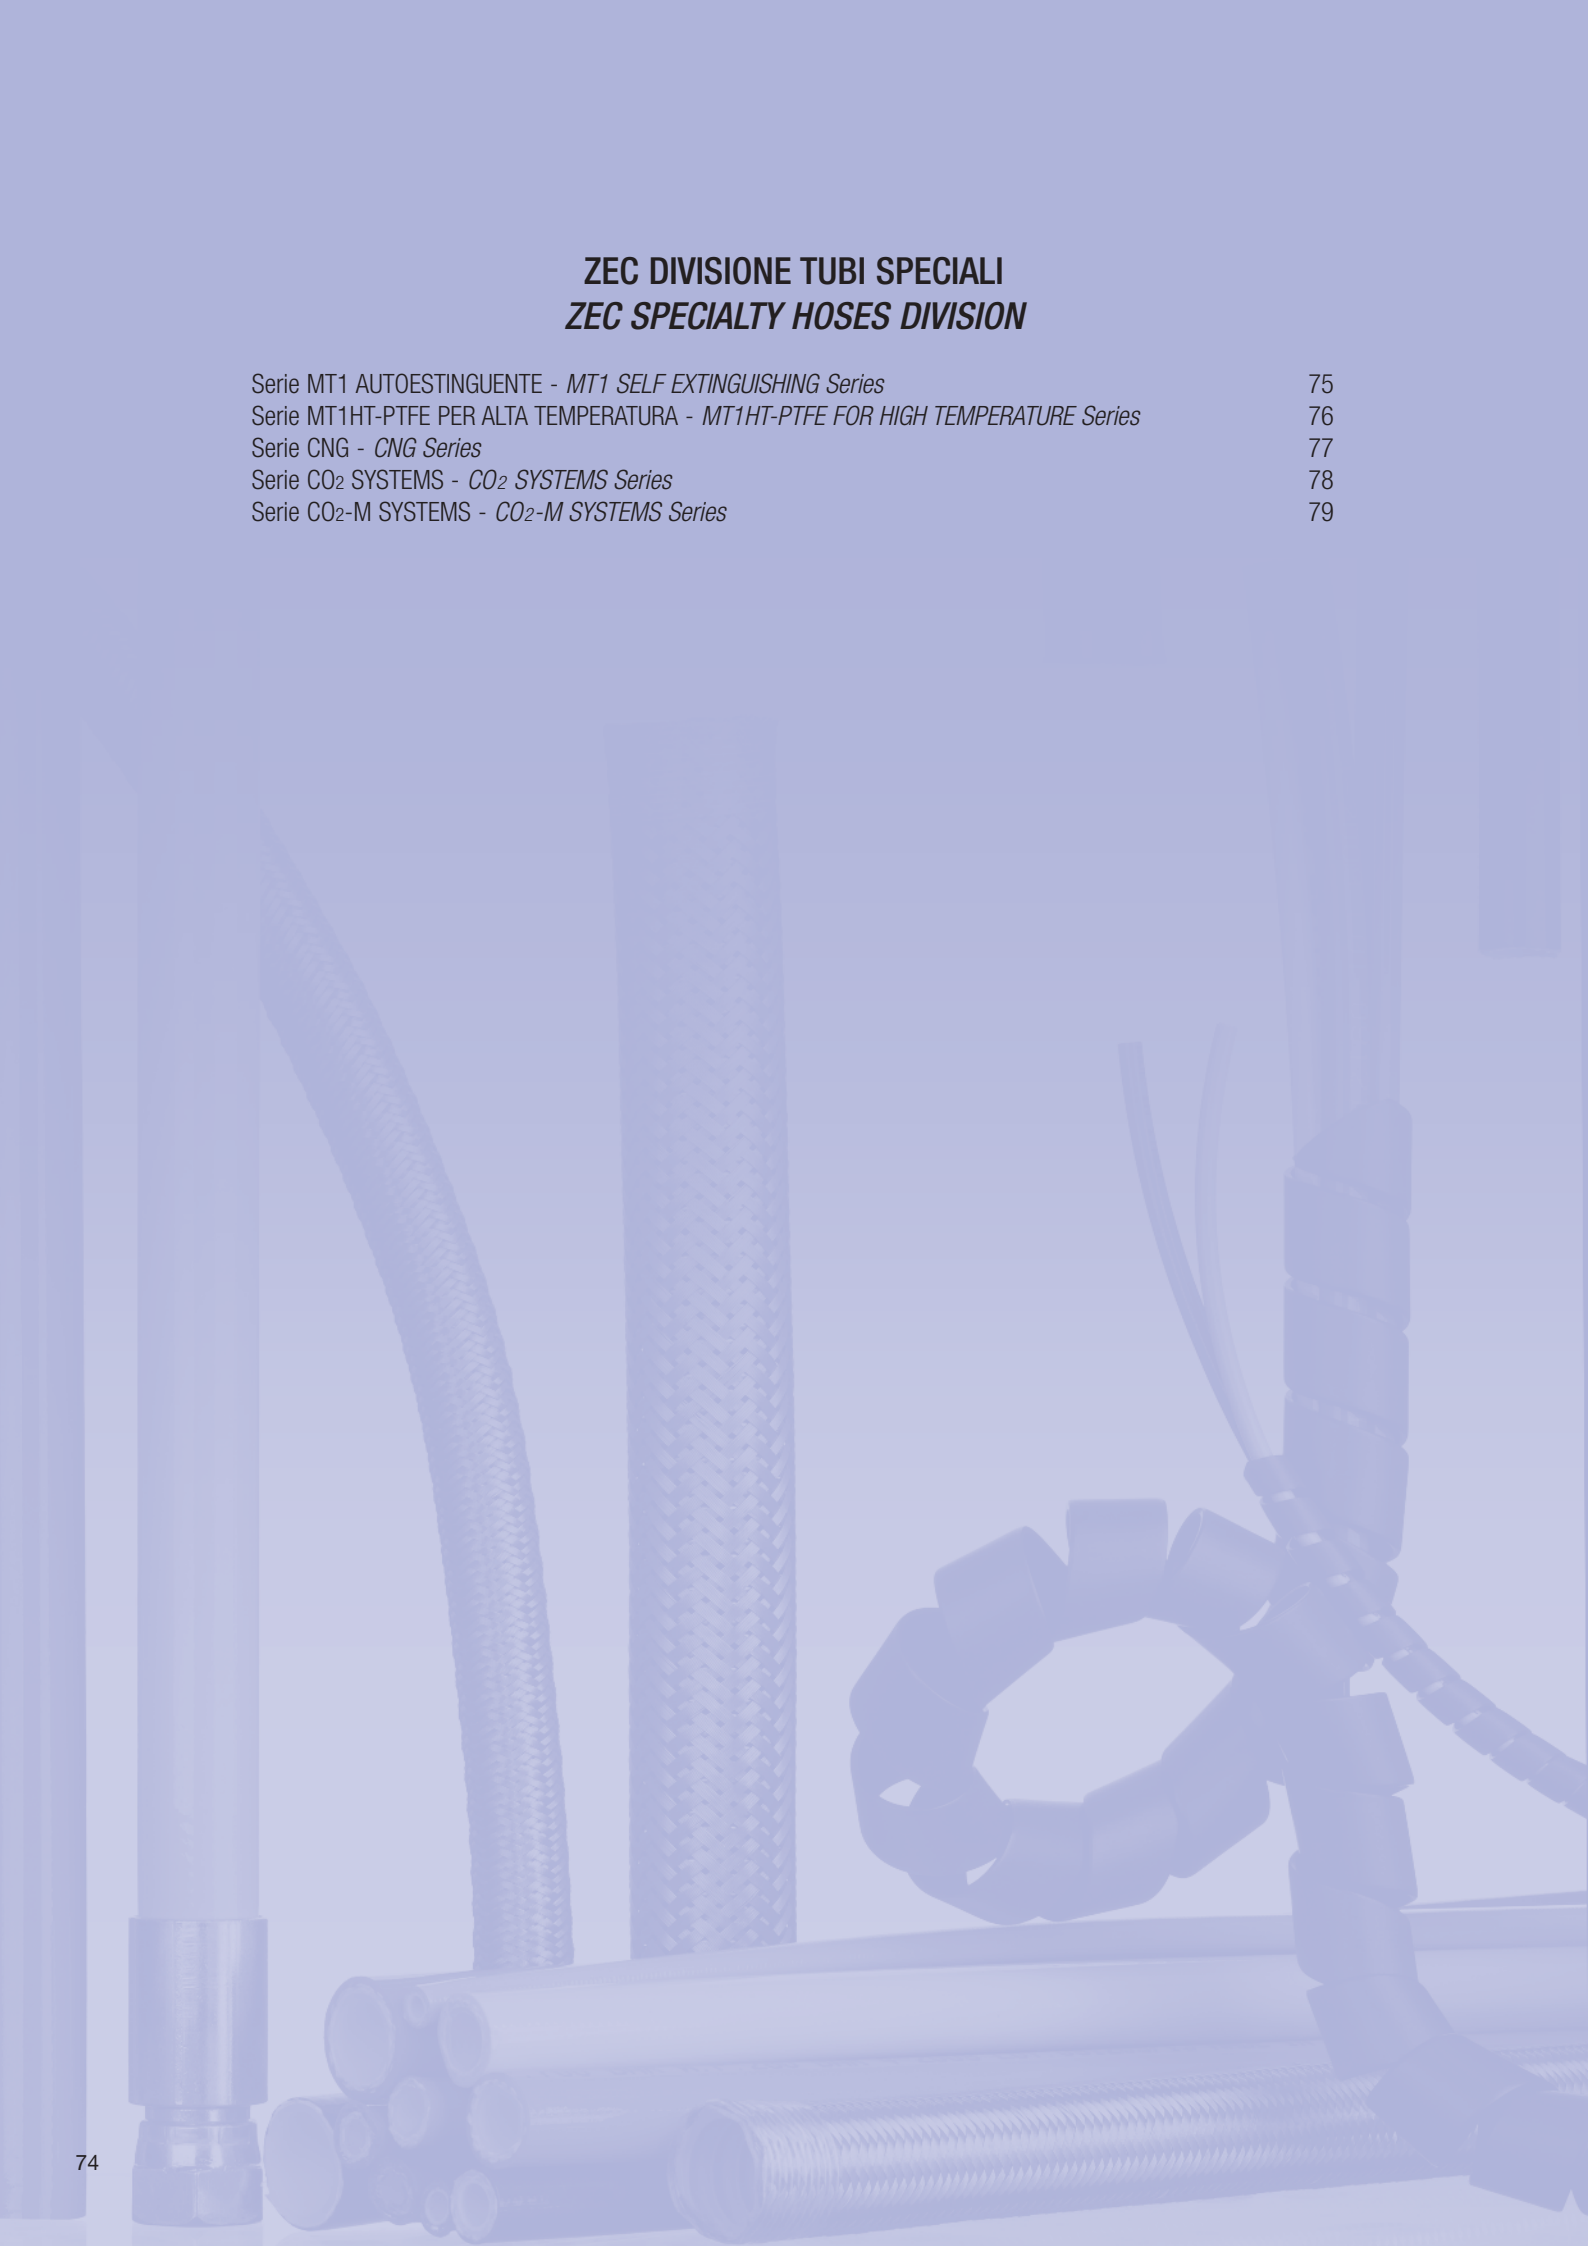 ZEC DIVISIONE TUBI SPECIALI
ZEC SPECIALTY HOSES DIVISION
Serie MT1 AUTOESTINGUENTE - MT1 SELF EXTINGUISHING Series 75
Serie MT1HT-PTFE PER ALTA TEMPERATURA - MT1HT-PTFE FOR HIGH TEMPERATURE Series 76
Serie CNG - CNG Series 77
Serie CO2 SYSTEMS - CO2 SYSTEMS Series 78
Serie CO2-M SYSTEMS - CO2-M SYSTEMS Series 79
74